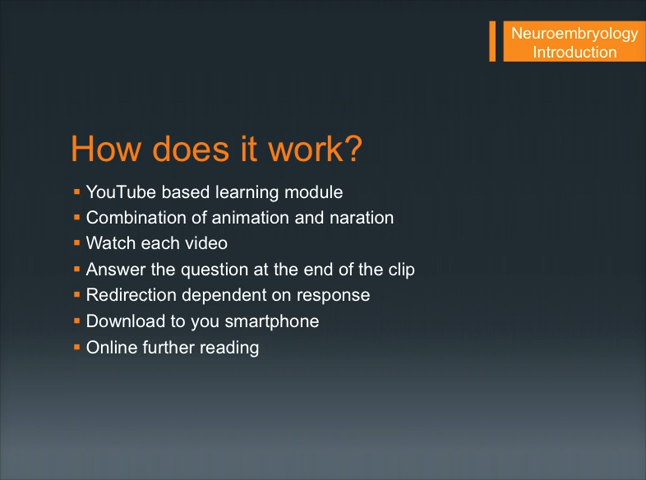 Neuroembryology
Introduction
How does it work?
▪ YouTube based learning module
▪ Combination of animation and naration
▪ Watch each video
▪ Answer the question at the end of the clip
▪ Redirection dependent on response
▪ Download to you smartphone
▪ Online further reading